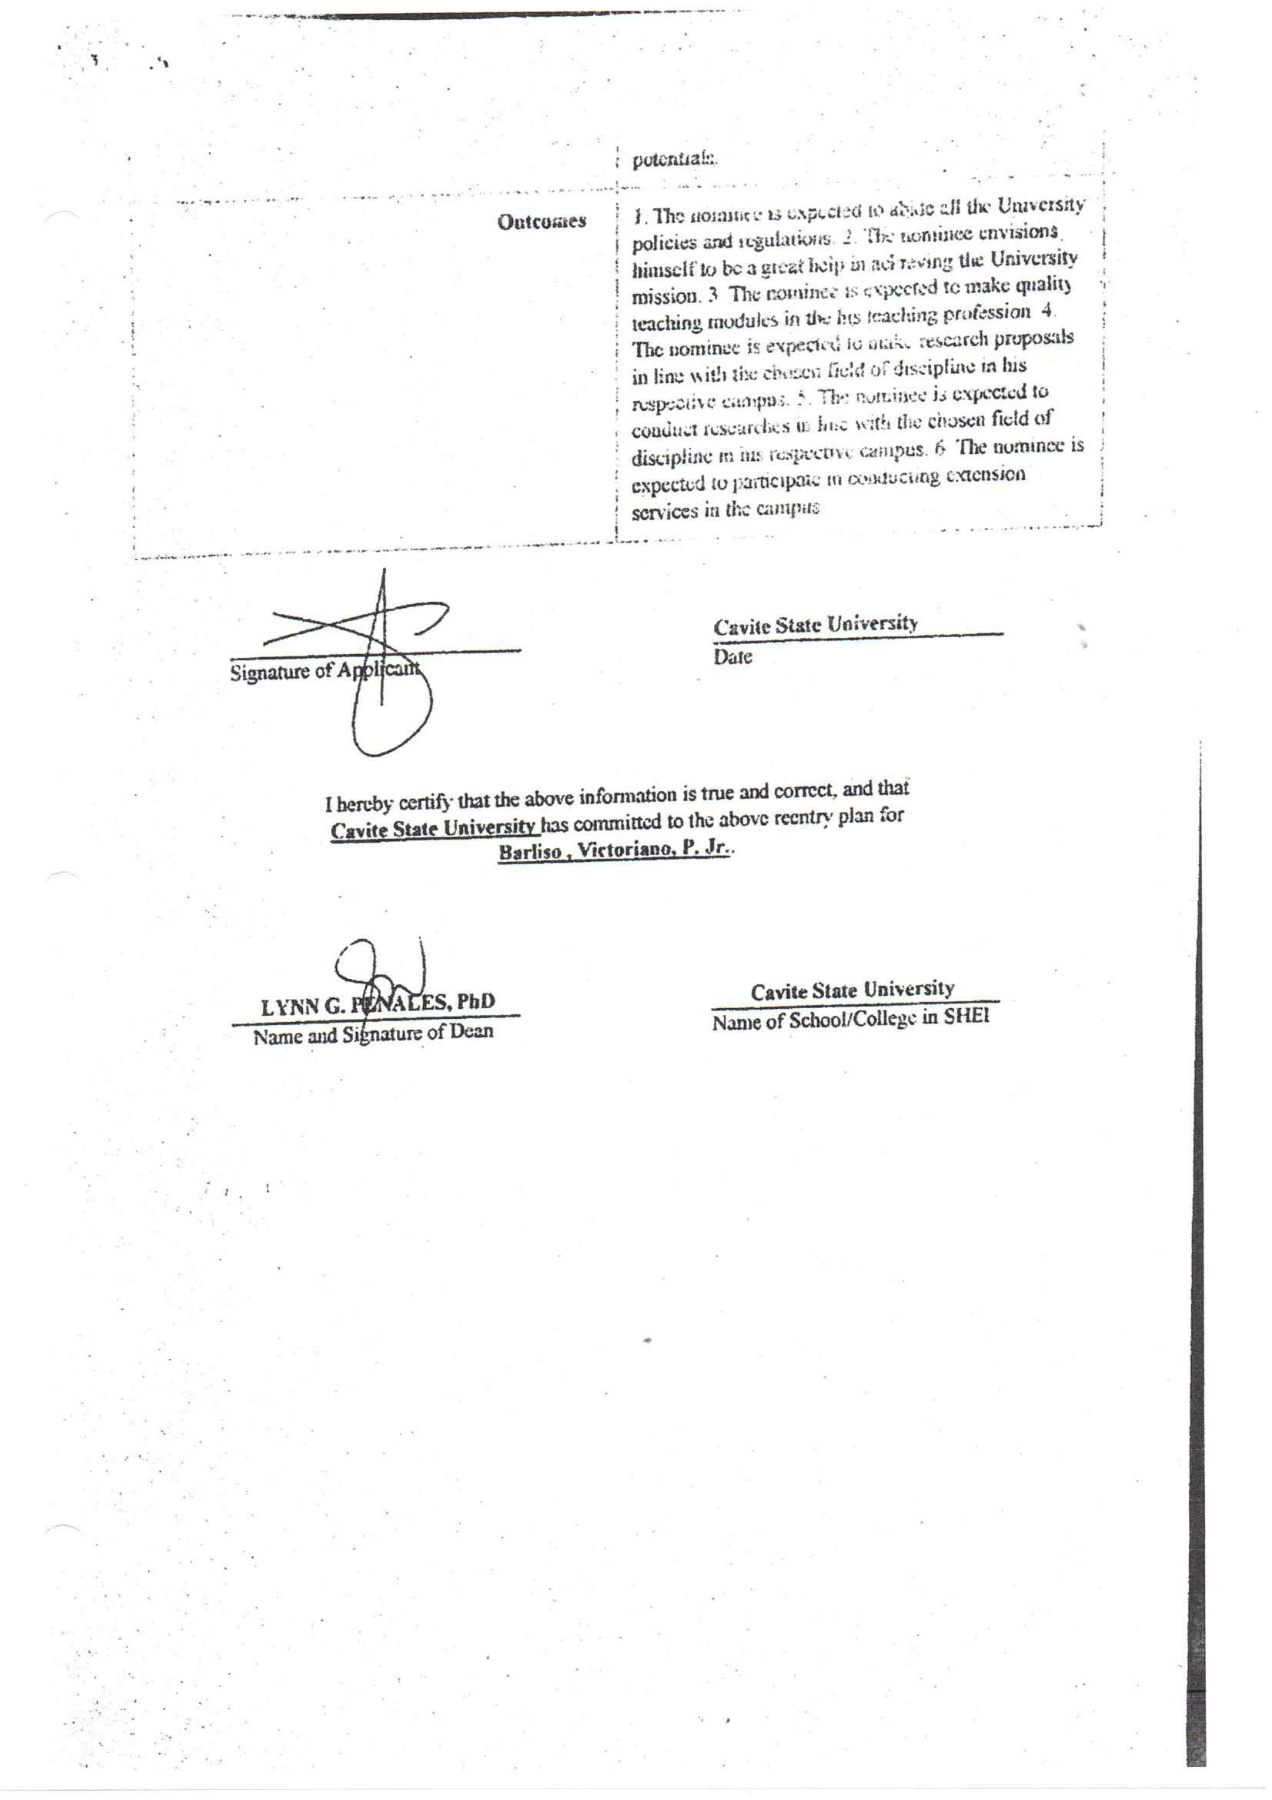 potentials.
Outcomes
1. The nominee is expected to abide all the University
policies and regulations. 2. The nominee envisions
himself to be a great help in achieving the University
mission. 3 The nominee is expected to make quality
teaching modules in the his teaching profession 4.
The nominee is expected to make research proposals
in line with the chosen field of discipline in his
respective campus. 5. The nominee is expected to
conduct researches in line with the chosen field of
discipline in his respective campus. 6 The nominee is
expected to participate in conducting extension
services in the campus
Cavite State University
Signature of Applicant
Date
I hereby certify that the above information is true and correct, and that
Cavite State University has committed to the above reentry plan for
Barliso , Victoriano, P. Jr..
LYNN G. PENALES, PhD
Cavite State University
Name and Signature of Dean
Name of School/College in SHEI